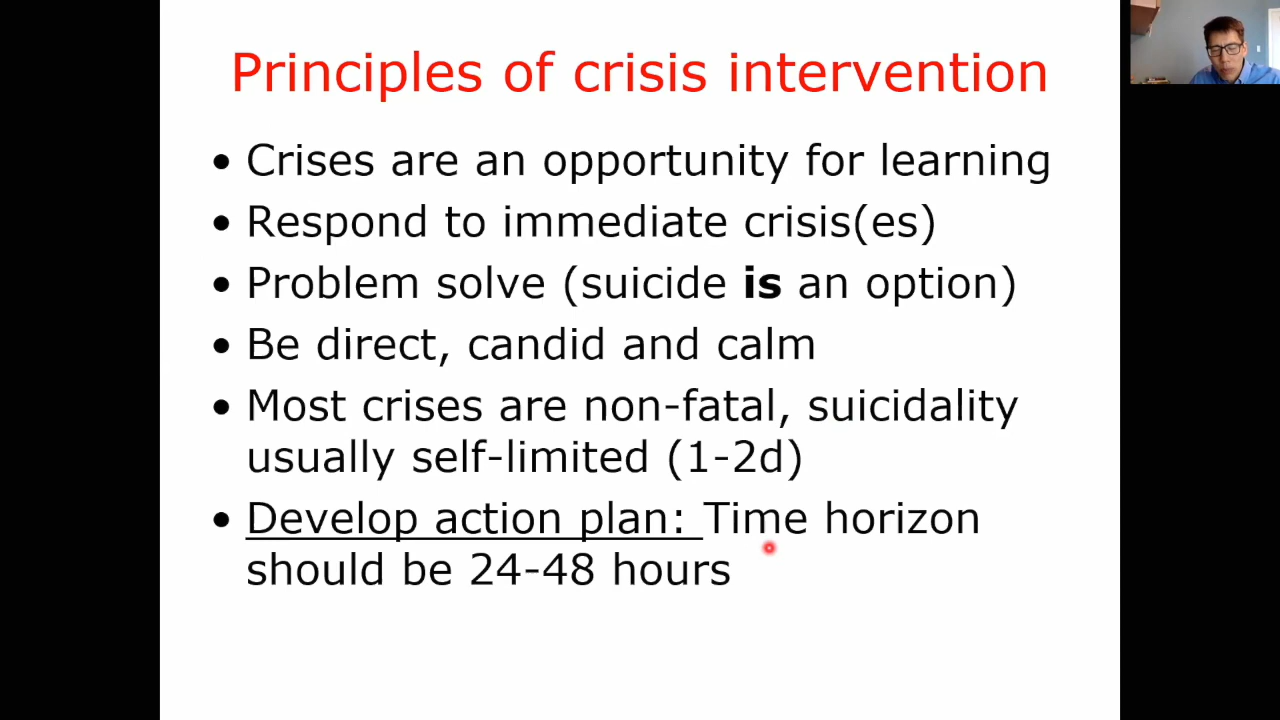 Principles of crisis intervention
• Crises are an opportunity for learning
• Respond to immediate crisis(es)
• Problem solve (suicide is an option)
• Be direct, candid and calm
• Most crises are non-fatal, suicidality
usually self-limited (1-2d)
• Develop action plan: Time horizon
should be 24-48 hours